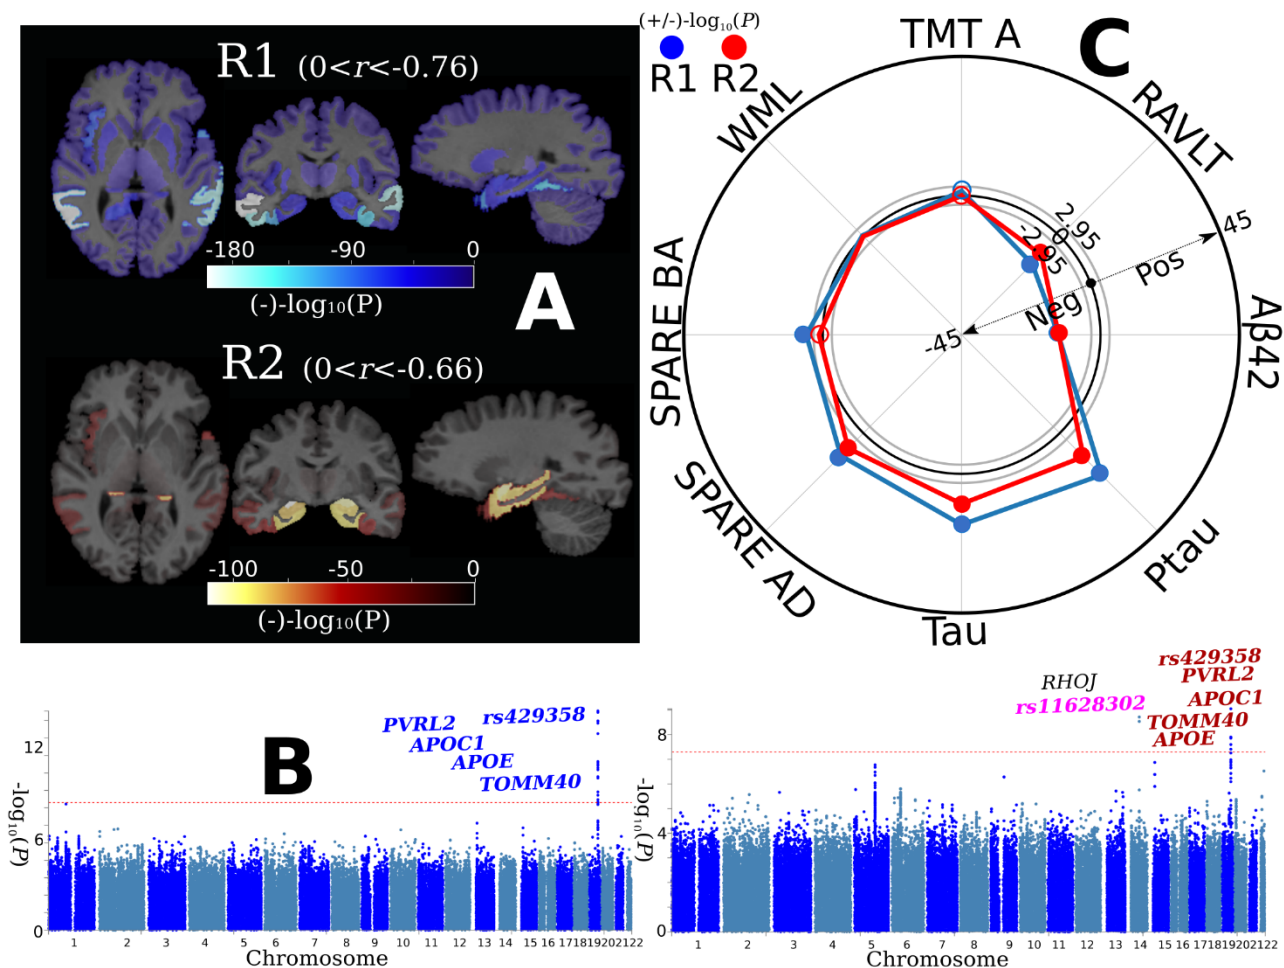 R1 (0<r<-0.76)
-180 -90 0
(-)-log₁₀(P)
A
R2 (0<r<-0.66)
-100 -50 0
(-)-log₁₀(P)
(+/-)-log₁₀(P)
R1 R2
C
TMT A
RAVLT
WML
2.95
0
-2.95
45
Pos
Neg
-45
SPARE BA
Aβ42
SPARE AD
Ptau
Tau
B
PVRL2 rs429358
APOC1
APOE
TOMM40
12
6
0
-log₁₀(P)
1 2 3 4 5 6 7 8 9 10 11 12 13 14 15 16 17 18 19 20 21 22
Chromosome
rs429358
RHOJ PVRL2
rs11628302 APOC1
TOMM40
APOE
8
4
0
-log₁₀(P)
1 2 3 4 5 6 7 8 9 10 11 12 13 14 15 16 17 18 19 20 21 22
Chromosome